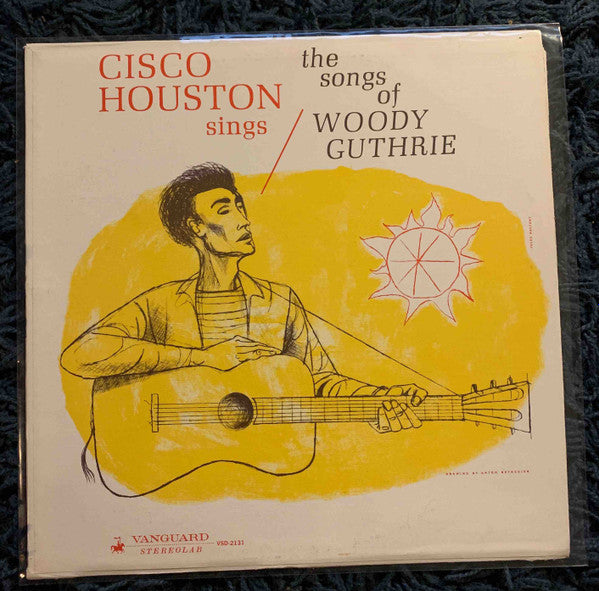 CISCO
HOUSTON
sings
the
songs
of
WOODY
GUTHRIE
VANGUARD
STEREOLAB
VSD-2131